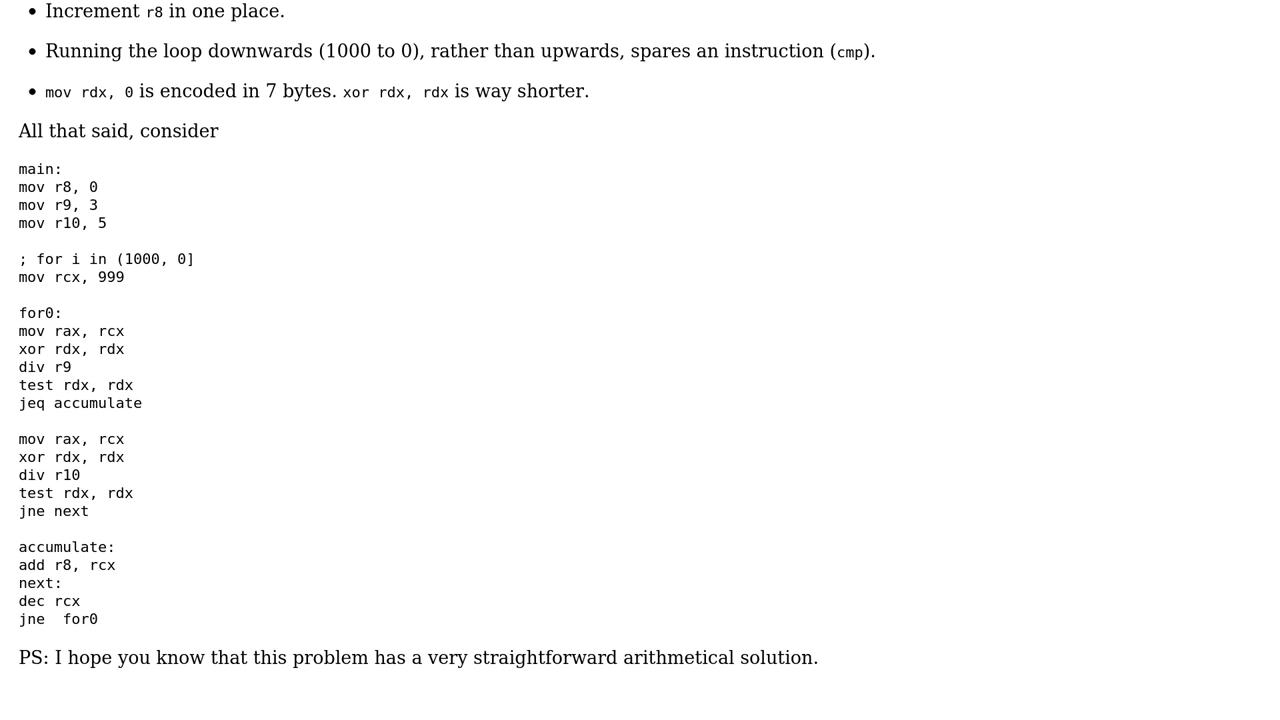 • Increment r8 in one place.
• Running the loop downwards (1000 to 0), rather than upwards, spares an instruction (cmp).
• mov rdx, 0 is encoded in 7 bytes. xor rdx, rdx is way shorter.
All that said, consider
main:
mov r8, 0
mov r9, 3
mov r10, 5
; for i in (1000, 0]
mov rcx, 999
for0:
mov rax, rcx
xor rdx, rdx
div r9
test rdx, rdx
jeq accumulate
mov rax, rcx
xor rdx, rdx
div r10
test rdx, rdx
jne next
accumulate:
add r8, rcx
next:
dec rcx
jne  for0
PS: I hope you know that this problem has a very straightforward arithmetical solution.